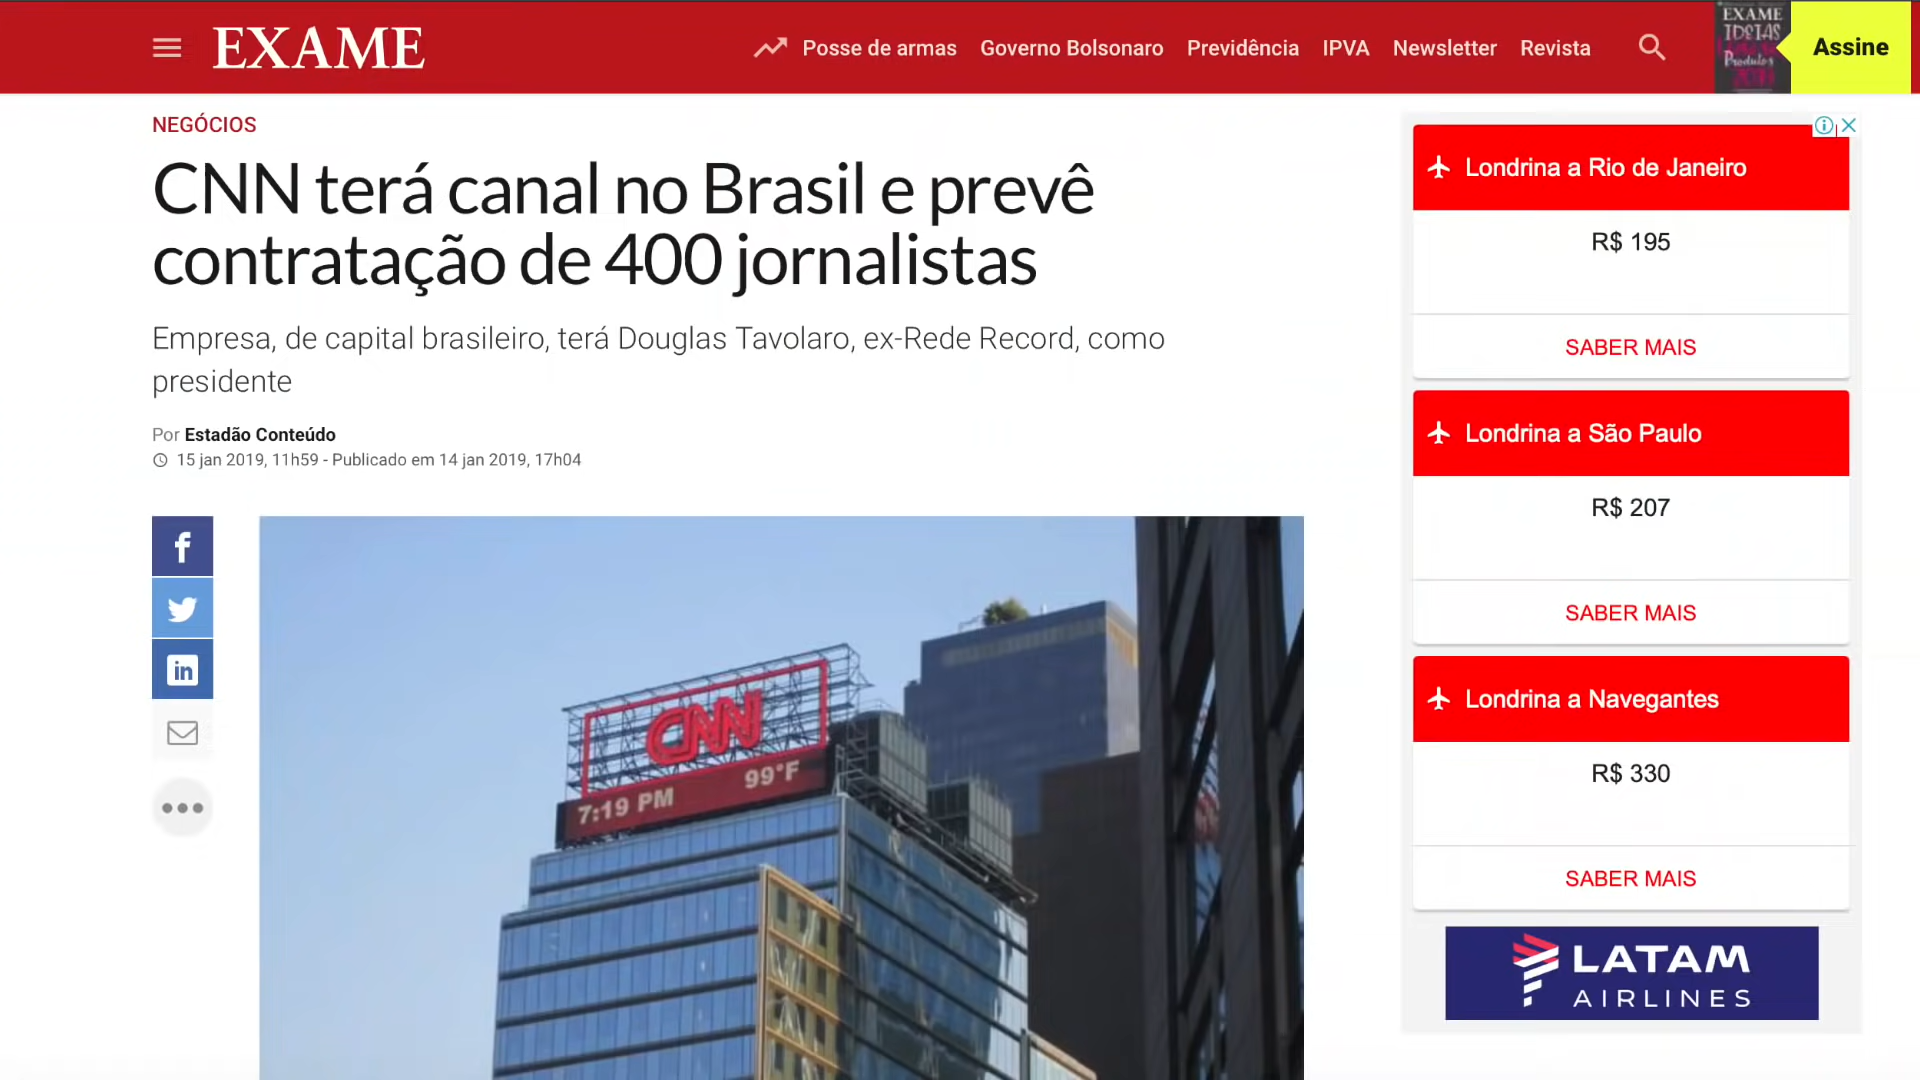 EXAME
Posse de armas
Governo Bolsonaro
Previdência
IPVA
Newsletter
Revista
EXAME
IDEIAS
Produtos
Assine
NEGÓCIOS
CNN terá canal no Brasil e prevê
contratação de 400 jornalistas
Empresa, de capital brasileiro, terá Douglas Tavolaro, ex-Rede Record, como
presidente
Por Estadão Conteúdo
15 jan 2019, 11h59 - Publicado em 14 jan 2019, 17h04
CNN
99°F
7:19 PM
Londrina a Rio de Janeiro
R$ 195
SABER MAIS
Londrina a São Paulo
R$ 207
SABER MAIS
Londrina a Navegantes
R$ 330
SABER MAIS
LATAM
AIRLINES